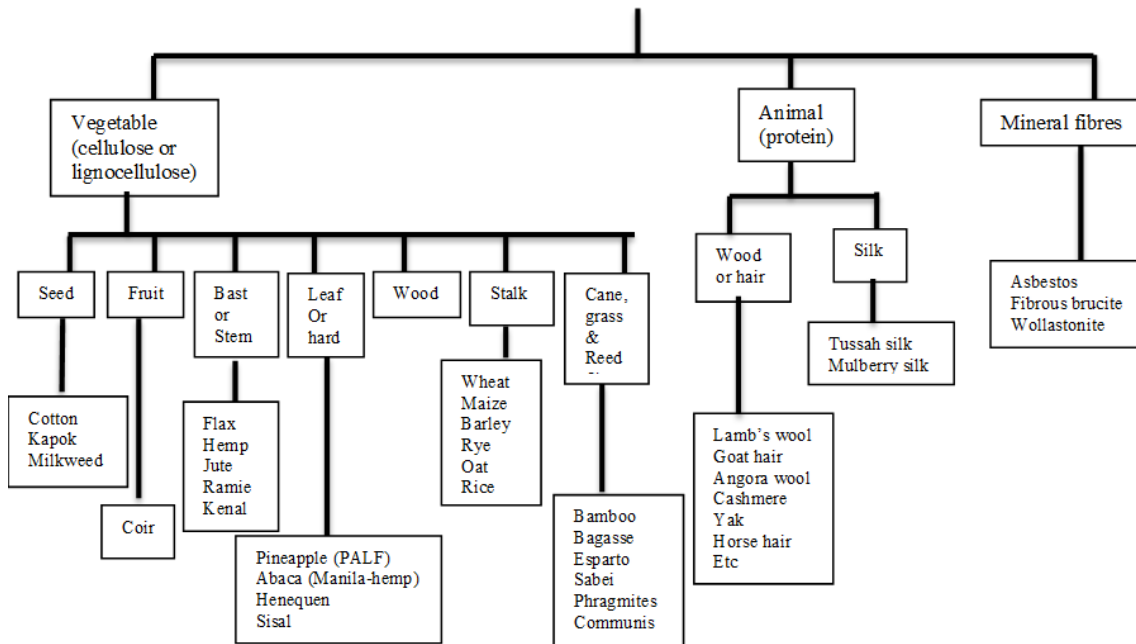 Vegetable
(cellulose or
lignocellulose)
Animal
(protein)
Mineral fibres
Seed
Fruit
Bast
or
Stem
Leaf
Or
hard
Wood
Stalk
Cane,
grass
&
Reed
Wood
or hair
Silk
Asbestos
Fibrous brucite
Wollastonite
Tussah silk
Mulberry silk
Cotton
Kapok
Milkweed
Coir
Flax
Hemp
Jute
Ramie
Kenal
Pineapple (PALF)
Abaca (Manila-hemp)
Henequen
Sisal
Wheat
Maize
Barley
Rye
Oat
Rice
Bamboo
Bagasse
Esparto
Sabei
Phragmites
Communis
Lamb’s wool
Goat hair
Angora wool
Cashmere
Yak
Horse hair
Etc